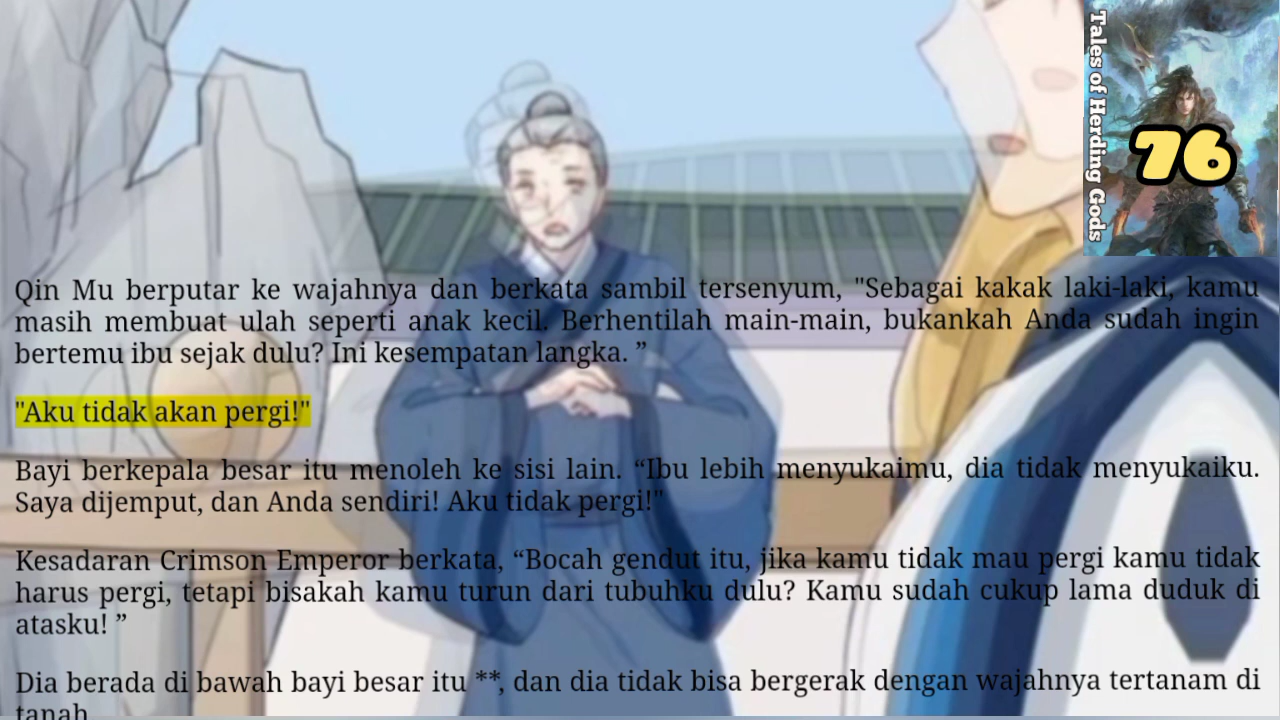 Tales of Herding Gods
76
Qin Mu berputar ke wajahnya dan berkata sambil tersenyum, "Sebagai kakak laki-laki, kamu
masih membuat ulah seperti anak kecil. Berhentilah main-main, bukankah Anda sudah ingin
bertemu ibu sejak dulu? Ini kesempatan langka. ”
"Aku tidak akan pergi!"
Bayi berkepala besar itu menoleh ke sisi lain. “Ibu lebih menyukaimu, dia tidak menyukaiku.
Saya dijemput, dan Anda sendiri! Aku tidak pergi!"
Kesadaran Crimson Emperor berkata, “Bocah gendut itu, jika kamu tidak mau pergi kamu tidak
harus pergi, tetapi bisakah kamu turun dari tubuhku dulu? Kamu sudah cukup lama duduk di
atasku! ”
Dia berada di bawah bayi besar itu **, dan dia tidak bisa bergerak dengan wajahnya tertanam di
tanah.